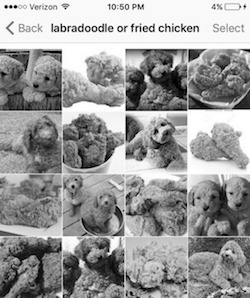 Verizon 10:50 PM 4%
Back labradoodle or fried chicken Select